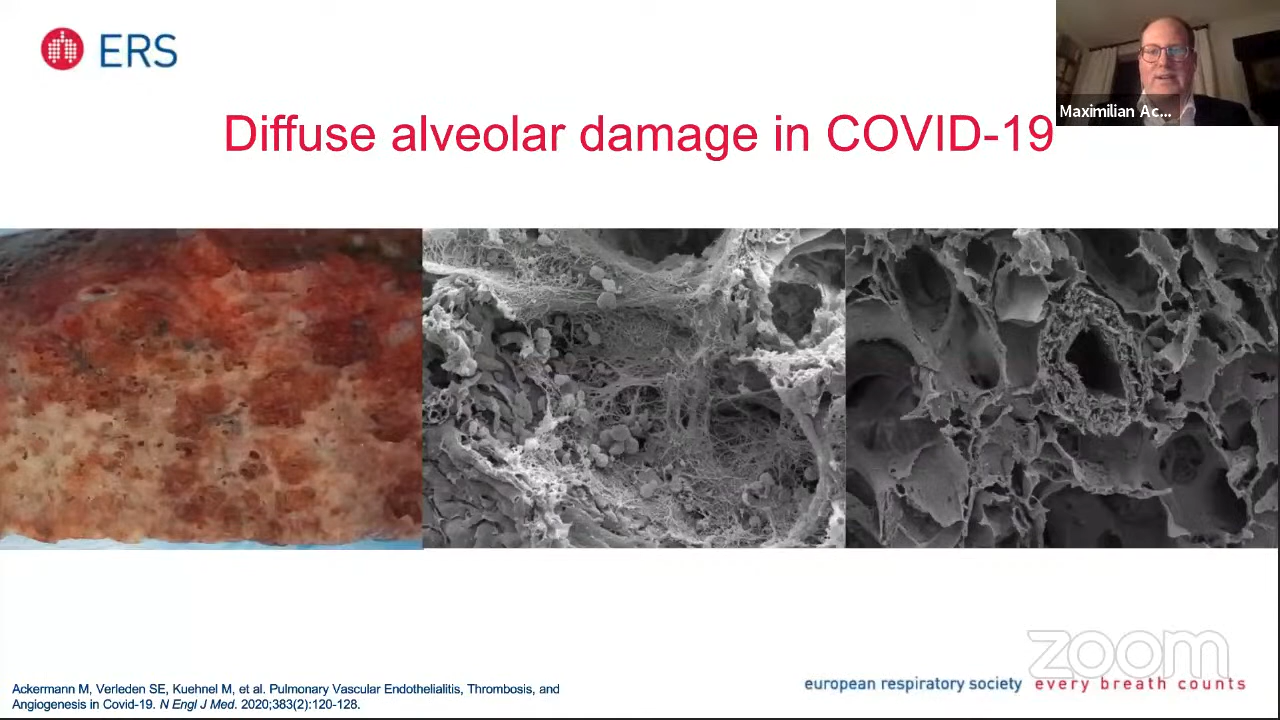 ERS
Maximilian Ac...
Diffuse alveolar damage in COVID-19
zoom
Ackermann M, Verleden SE, Kuehnel M, et al. Pulmonary Vascular Endothelialitis, Thrombosis, and
Angiogenesis in Covid-19. N Engl J Med. 2020;383(2):120-128.
european respiratory society every breath counts